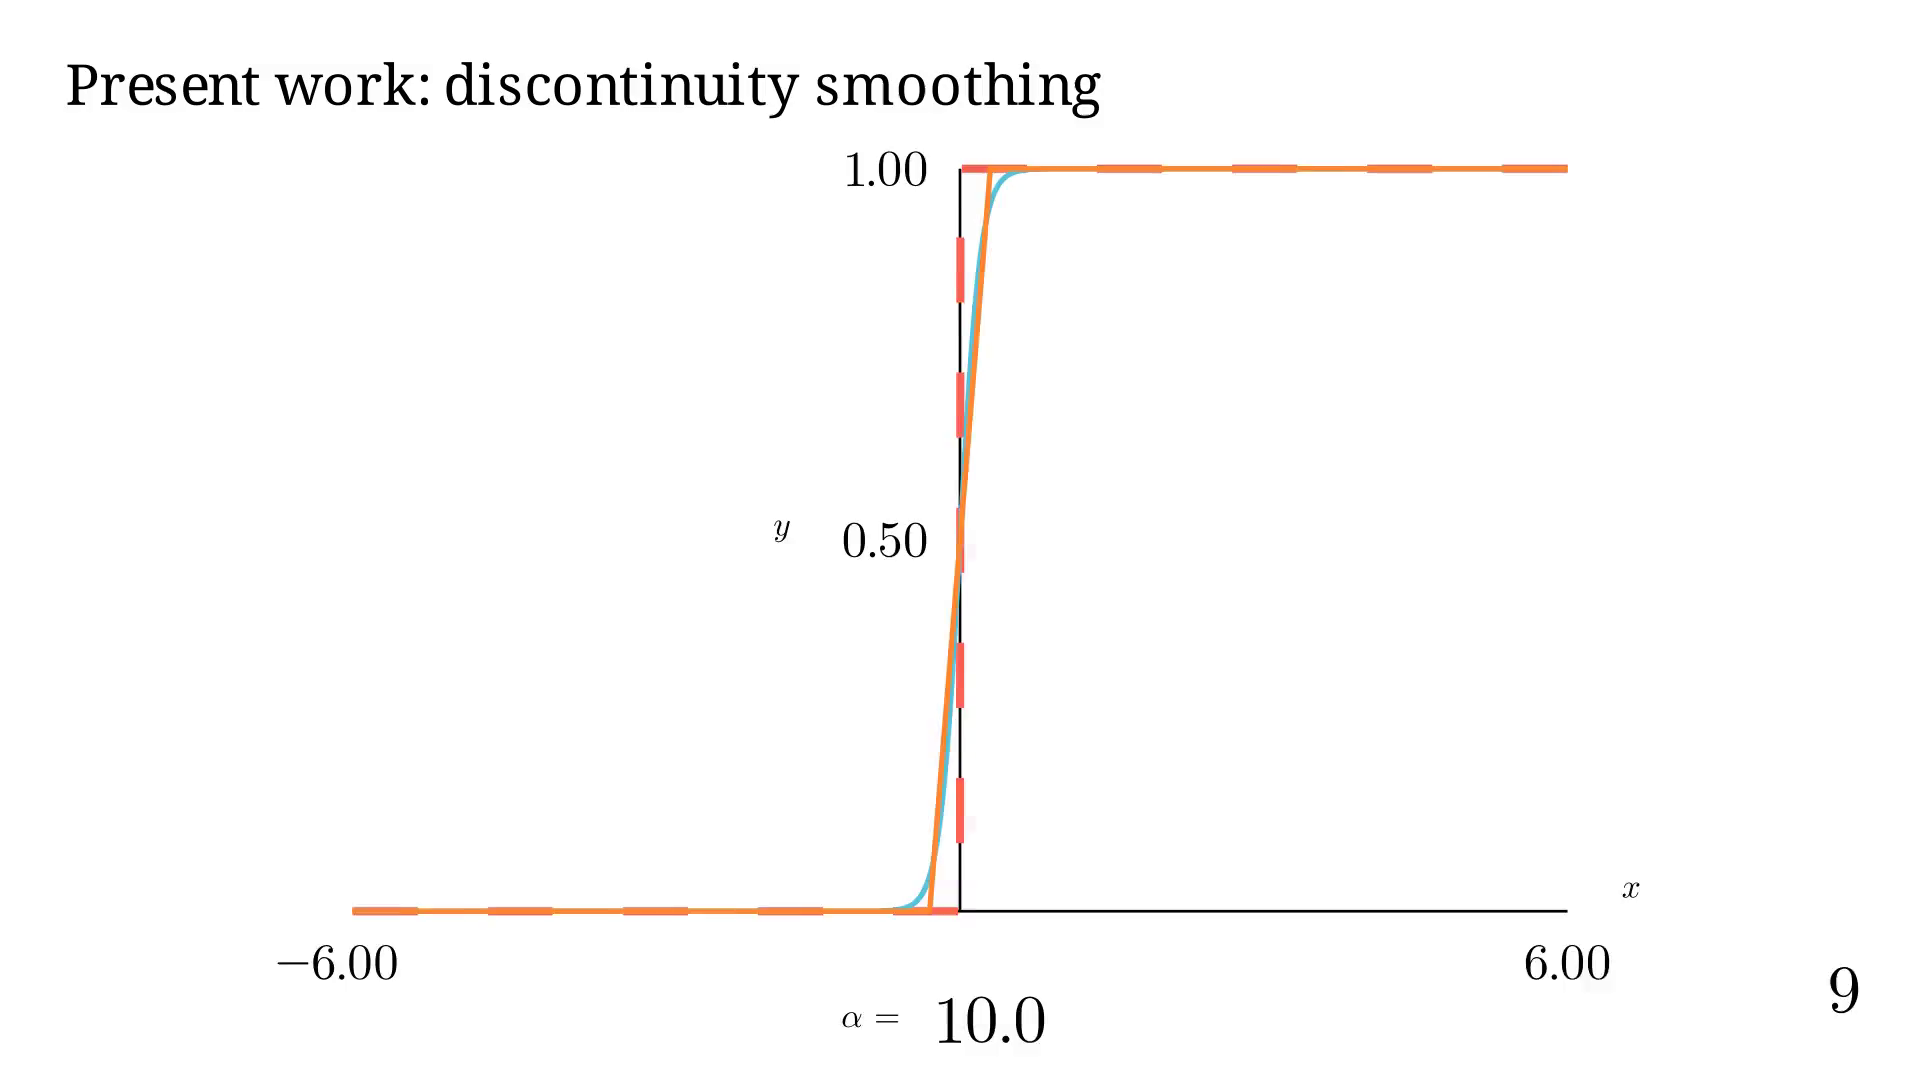 Present work: discontinuity smoothing
1.00
y
0.50
x
−6.00
6.00
α = 10.0
9